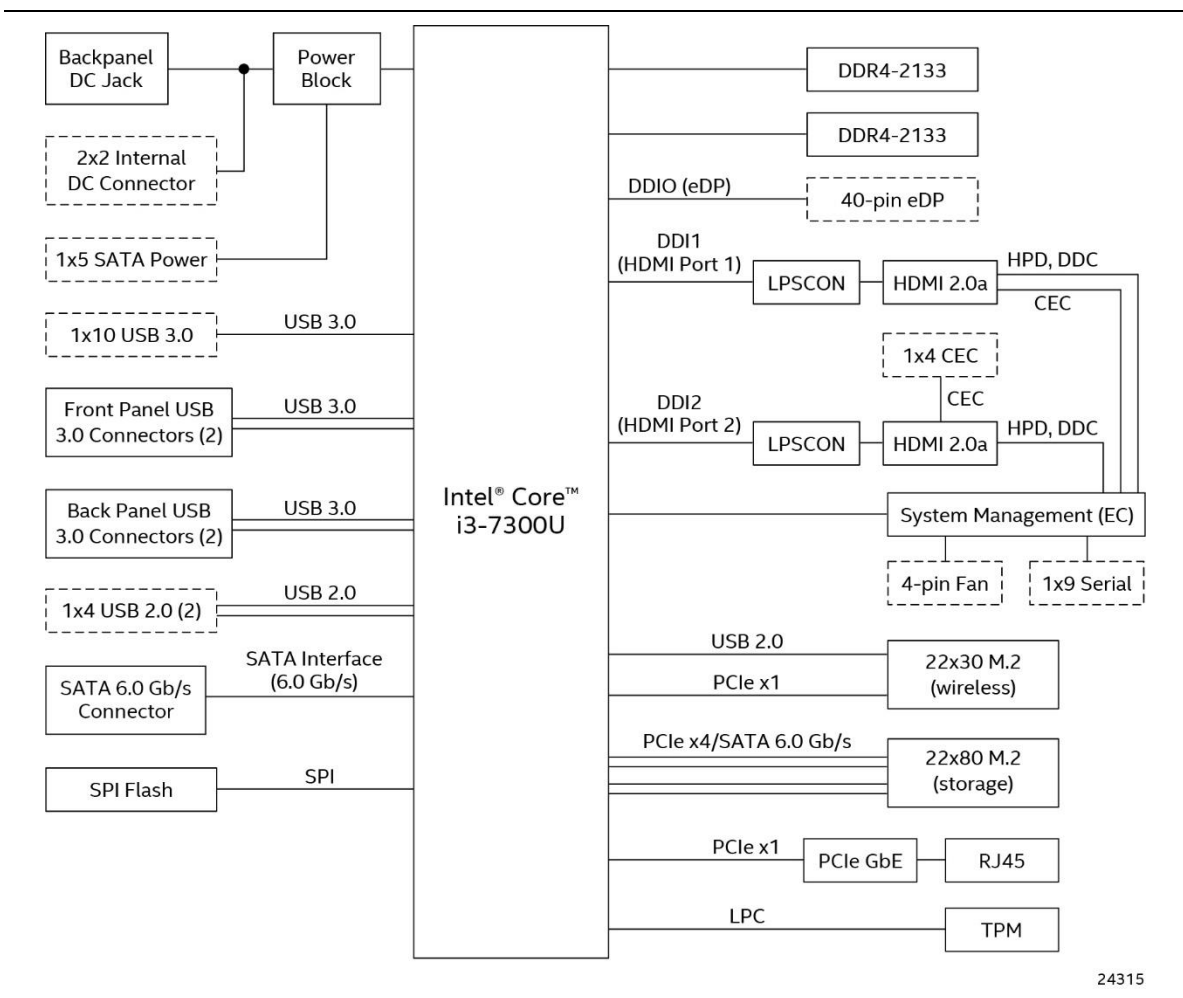 Backpanel
DC Jack
Power
Block
2x2 Internal
DC Connector
1x5 SATA Power
1x10 USB 3.0
USB 3.0
Front Panel USB
3.0 Connectors (2)
USB 3.0
Back Panel USB
3.0 Connectors (2)
USB 3.0
1x4 USB 2.0 (2)
USB 2.0
SATA 6.0 Gb/s
Connector
SATA Interface
(6.0 Gb/s)
SPI Flash
SPI
Intel® Core™
i3-7300U
DDR4-2133
DDR4-2133
DDIO (eDP)
40-pin eDP
DDI1
(HDMI Port 1)
LPSCON
HDMI 2.0a
HPD, DDC
CEC
1x4 CEC
CEC
DDI2
(HDMI Port 2)
LPSCON
HDMI 2.0a
HPD, DDC
System Management (EC)
4-pin Fan
1x9 Serial
USB 2.0
PCIe x1
22x30 M.2
(wireless)
PCIe x4/SATA 6.0 Gb/s
22x80 M.2
(storage)
PCIe x1
PCIe GbE
RJ45
LPC
TPM
24315